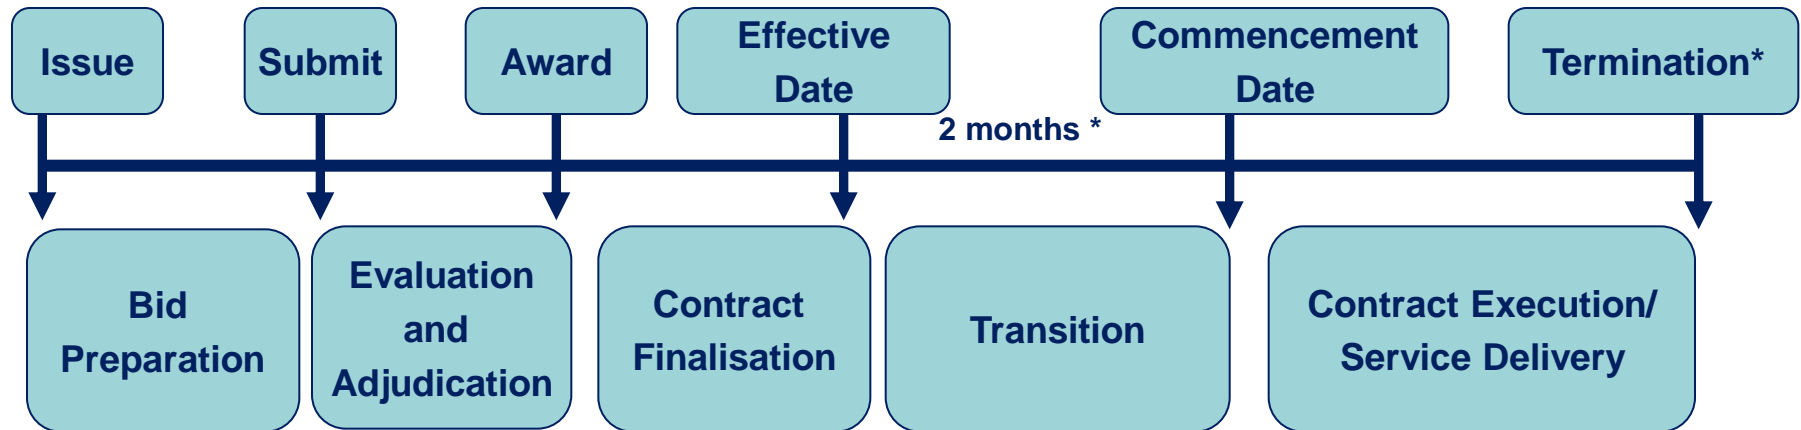 Issue
Submit
Award
Effective
Date
Commencement
Date
Termination*
2 months *
Bid
Preparation
Evaluation
and
Adjudication
Contract
Finalisation
Transition
Contract Execution/
Service Delivery